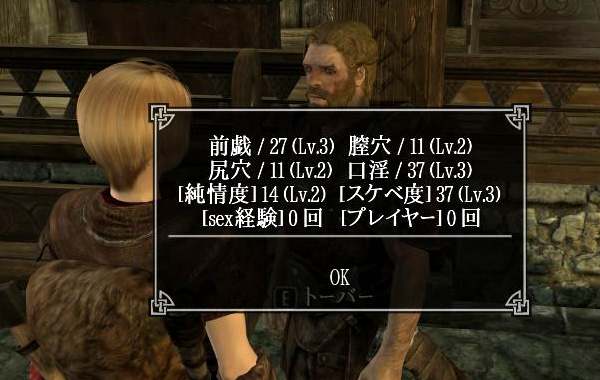 前戯 / 27 (Lv.3) 膣穴 / 11 (Lv.2)
尻穴 / 11 (Lv.2) 口淫 / 37 (Lv.3)
[純情度] 14 (Lv.2) [スケベ度] 37 (Lv.3)
[sex経験] 0 回 [プレイヤー] 0 回
OK
E トーバー